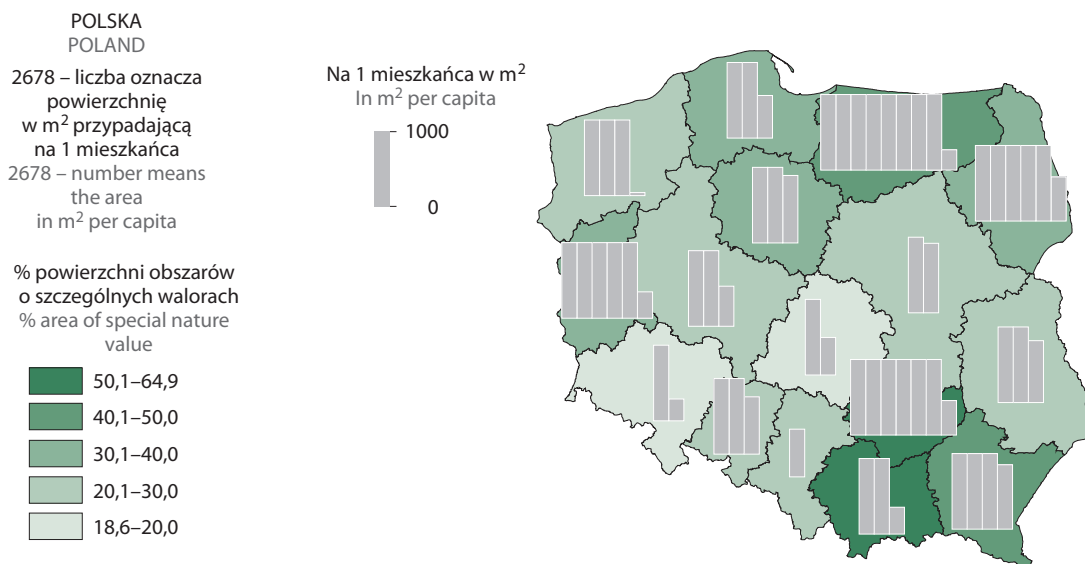 POLSKA
POLAND
2678 – liczba oznacza
powierzchnię
w m² przypadającą
na 1 mieszkańca
2678 – number means
the area
in m² per capita
% powierzchni obszarów
o szczególnych walorach
% area of special nature
value
50,1–64,9
40,1–50,0
30,1–40,0
20,1–30,0
18,6–20,0
Na 1 mieszkańca w m²
In m² per capita
1000
0